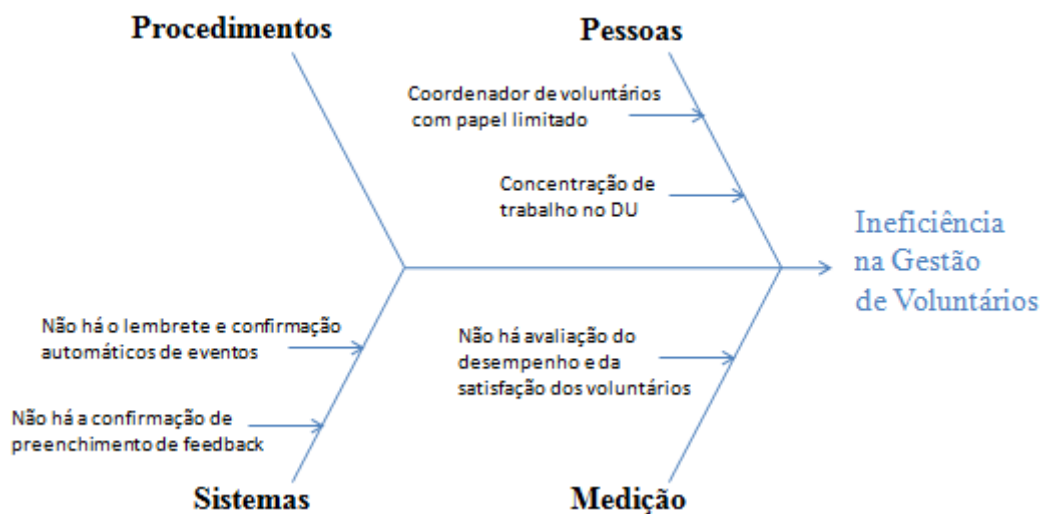 Procedimentos
Pessoas
Coordenador de voluntários
com papel limitado
Concentração de
trabalho no DU
Ineficiência
na Gestão
de Voluntários
Não há o lembrete e confirmação
automáticos de eventos
Não há avaliação do
desempenho e da
satisfação dos voluntários
Não há a confirmação de
preenchimento de feedback
Sistemas
Medição